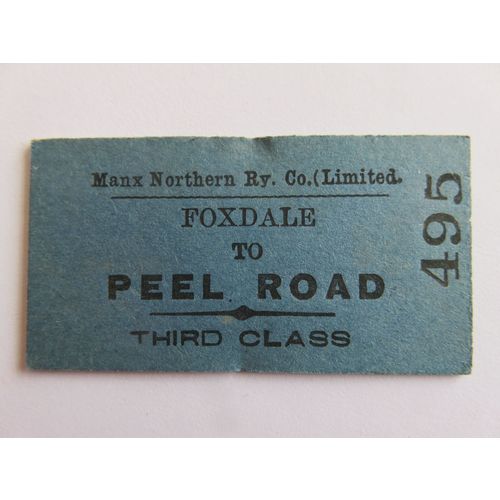 Manx Northern Ry. Co.(Limited.
FOXDALE
TO
PEEL ROAD
THIRD CLASS
495